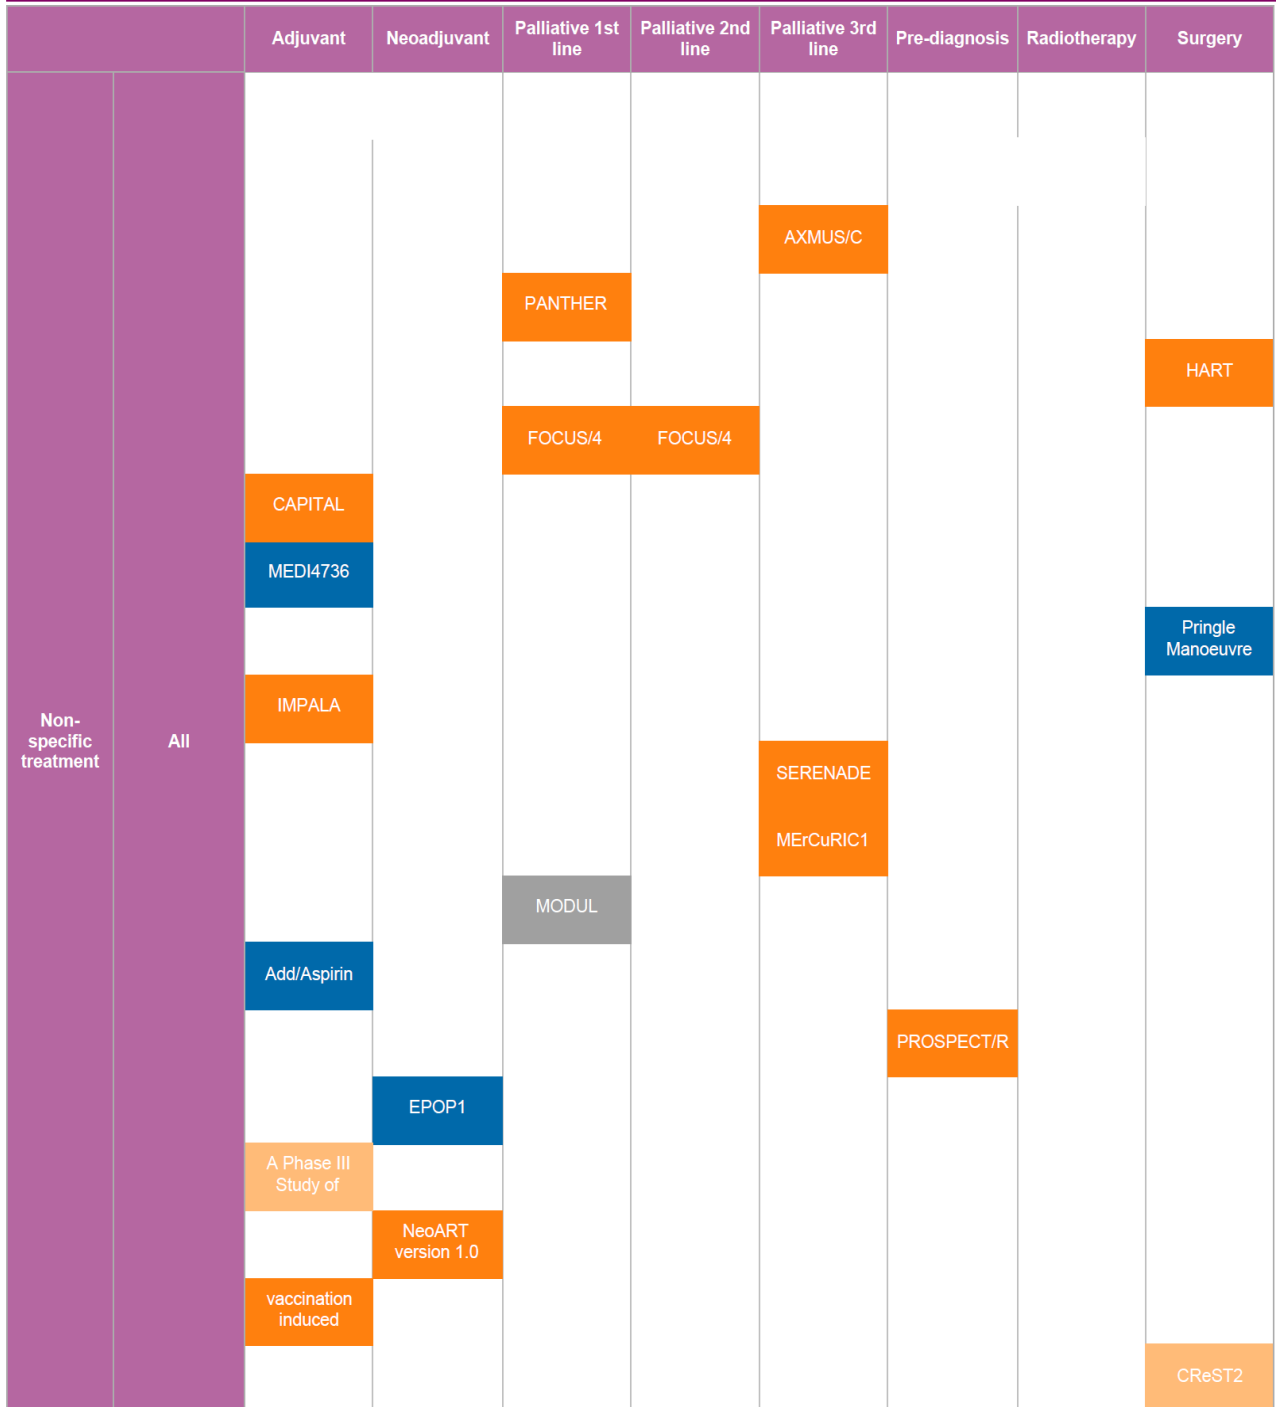 Adjuvant
Neoadjuvant
Palliative 1st
line
Palliative 2nd
line
Palliative 3rd
line
Pre-diagnosis
Radiotherapy
Surgery
AXMUS/C
PANTHER
HART
FOCUS/4
FOCUS/4
CAPITAL
MEDI4736
Pringle
Manoeuvre
IMPALA
Non-
specific
treatment
All
SERENADE
MErCuRIC1
MODUL
Add/Aspirin
PROSPECT/R
EPOP1
A Phase III
Study of
NeoART
version 1.0
vaccination
induced
CReST2